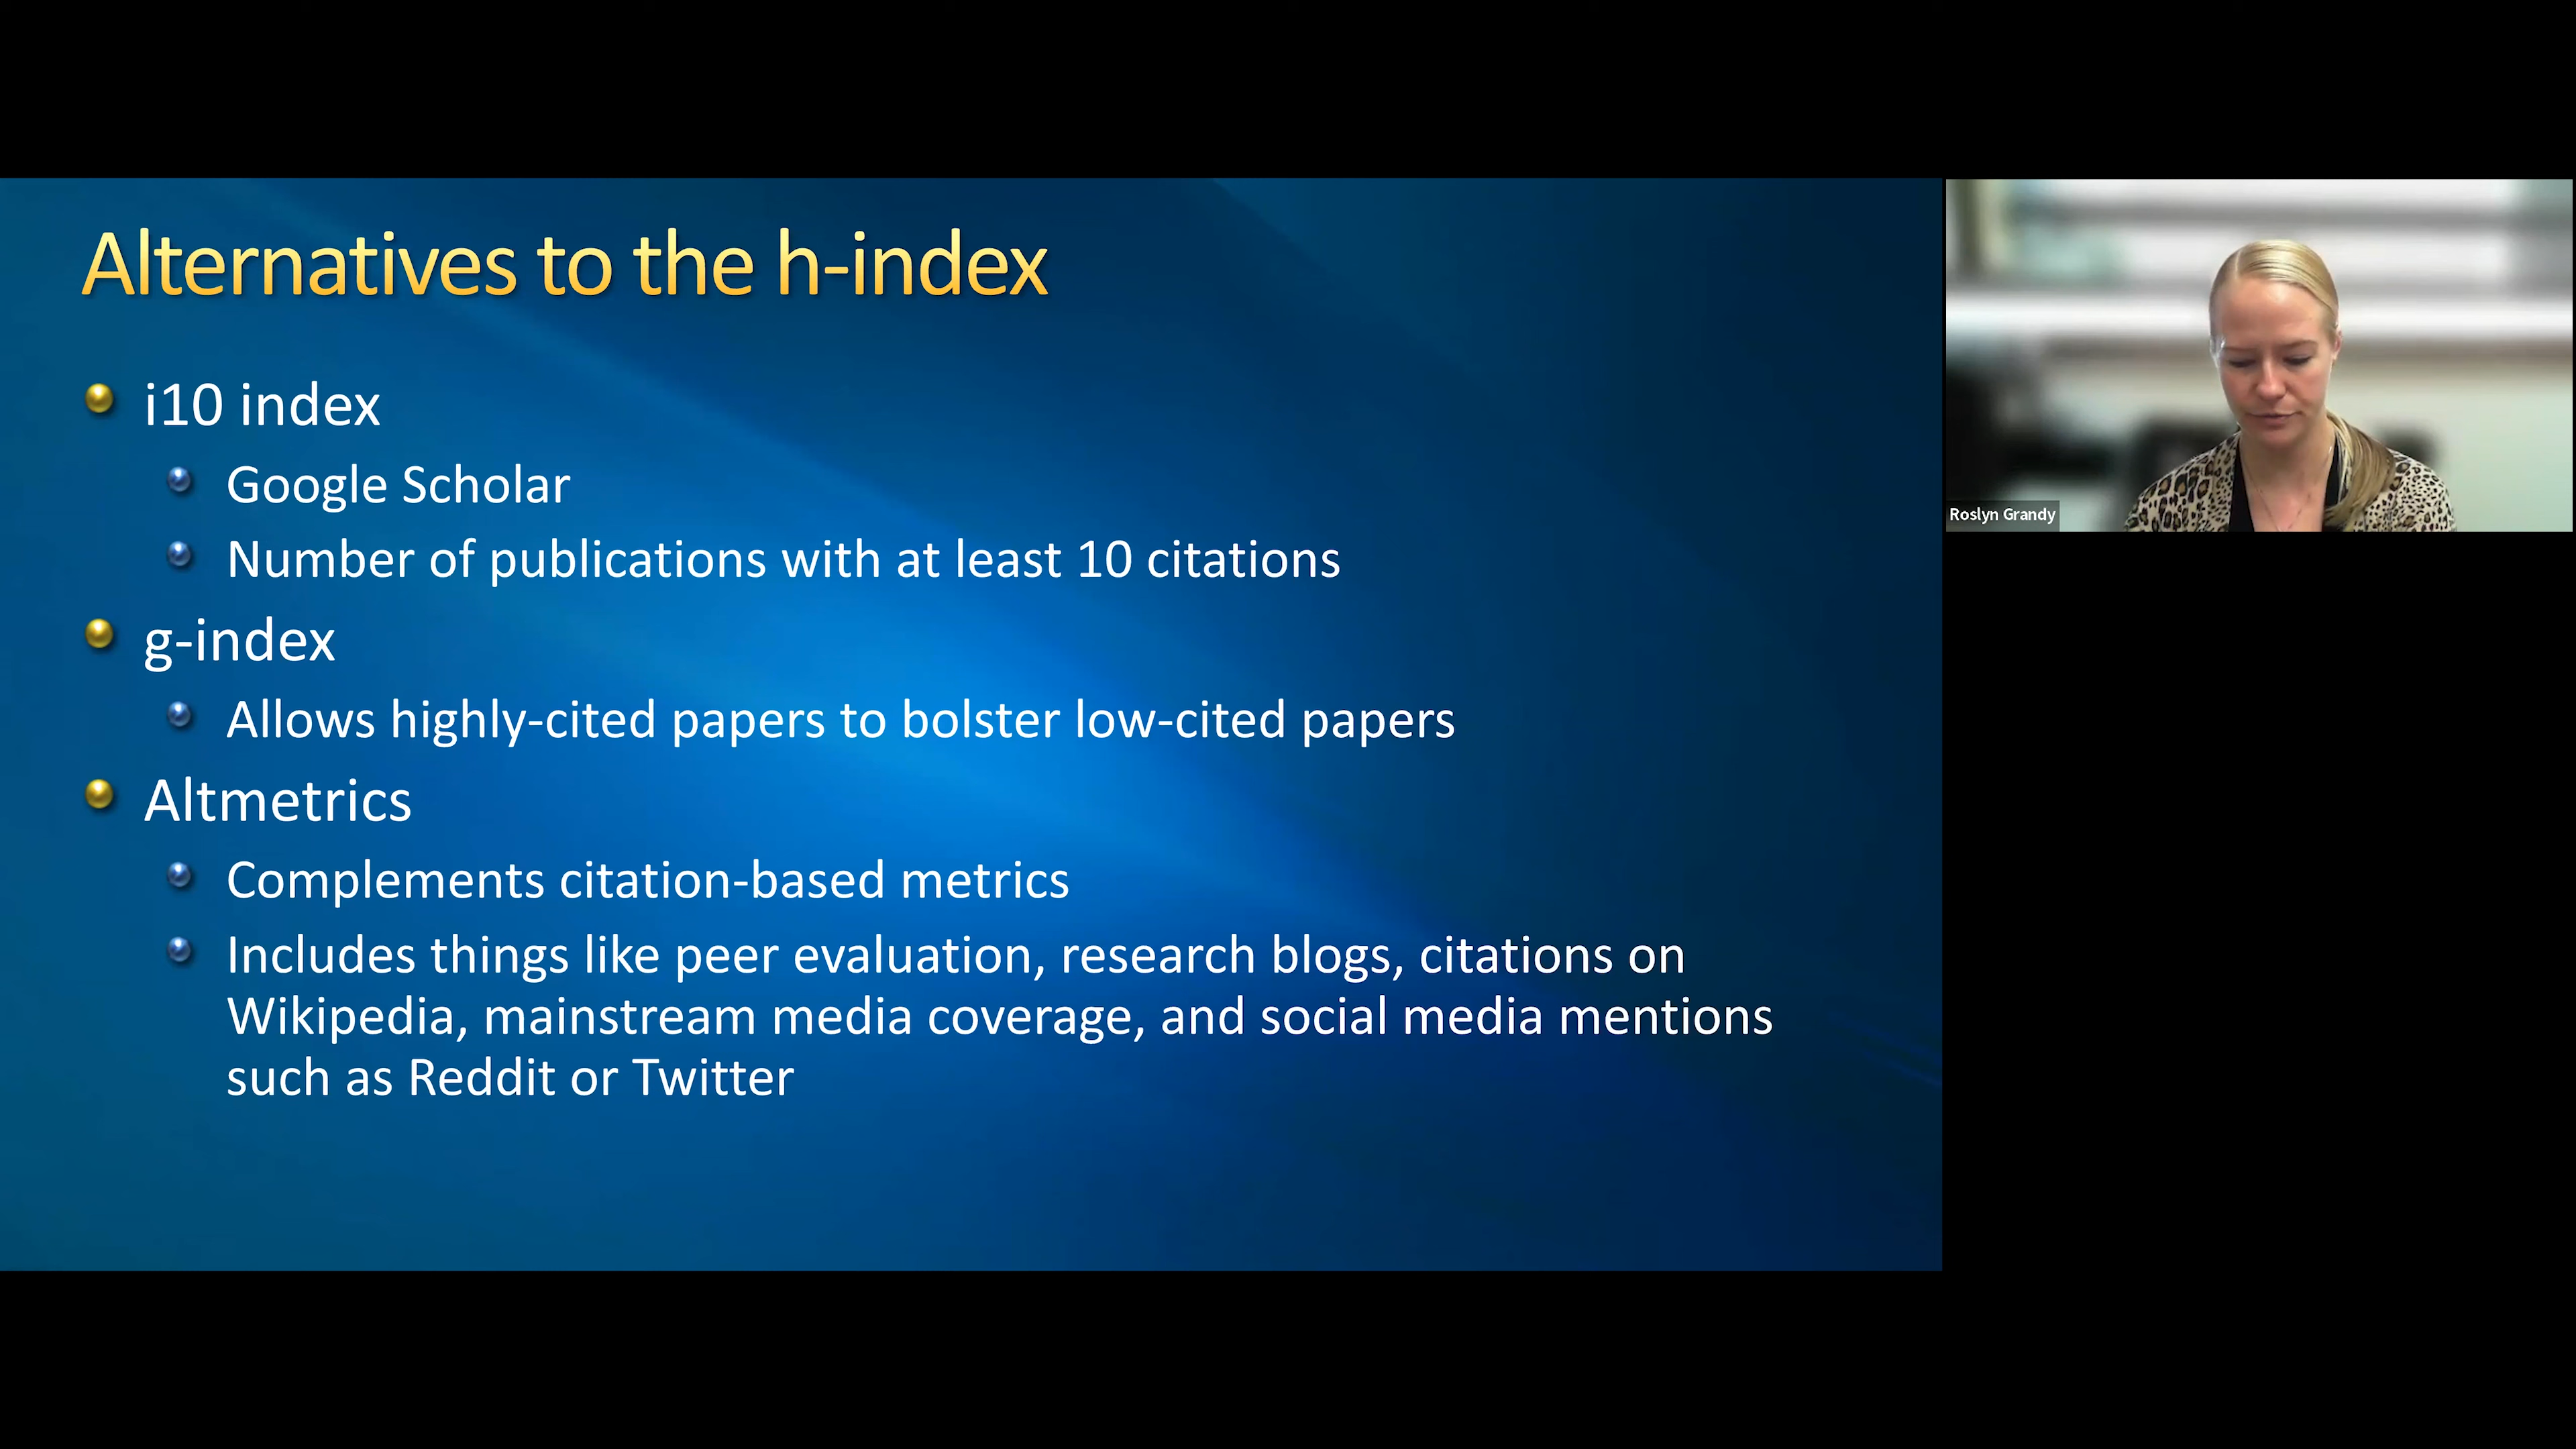 Alternatives to the h-index
i10 index
Google Scholar
Number of publications with at least 10 citations
g-index
Allows highly-cited papers to bolster low-cited papers
Altmetrics
Complements citation-based metrics
Includes things like peer evaluation, research blogs, citations on
Wikipedia, mainstream media coverage, and social media mentions
such as Reddit or Twitter
Roslyn Grandy